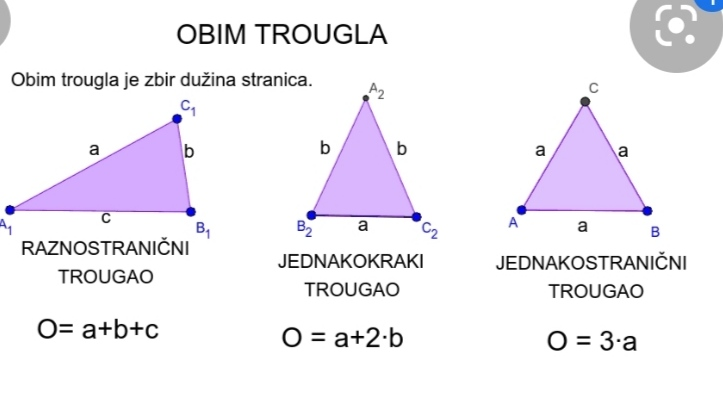 OBIM TROUGLA
Obim trougla je zbir dužina stranica.
C1
a
b
A1
c
B1
RAZNOSTRANIČNI
TROUGAO
O= a+b+c
A2
b
b
B2
a
C2
JEDNAKOKRAKI
TROUGAO
O = a+2·b
C
a
a
A
a
B
JEDNAKOSTRANIČNI
TROUGAO
O = 3·a